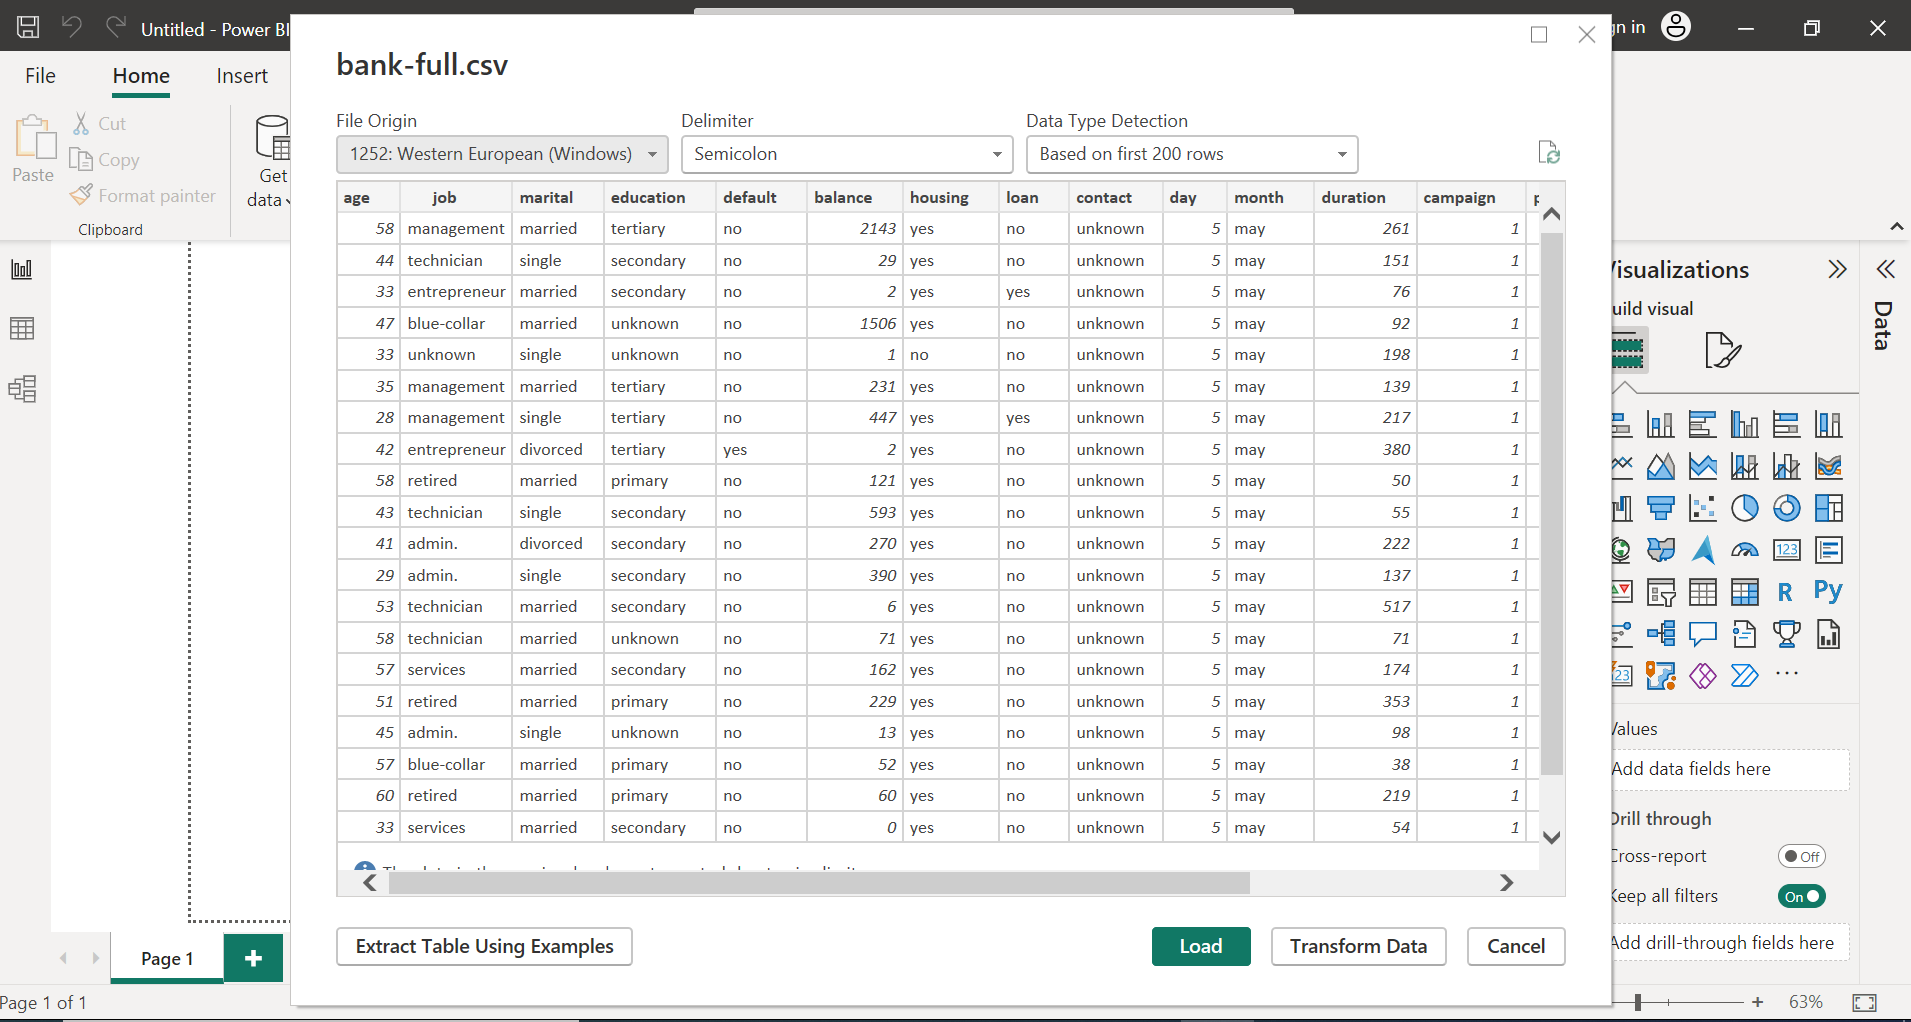 Untitled - Power BI
gn in
File Home Insert
Paste
Cut
Copy
Format painter
Clipboard
Get
data
bank-full.csv
File Origin Delimiter Data Type Detection
1252: Western European (Windows) Semicolon Based on first 200 rows
age job marital education default balance housing loan contact day month duration campaign
58 management married tertiary no 2143 yes no unknown 5 may 261 1
44 technician single secondary no 29 yes no unknown 5 may 151 1
33 entrepreneur married secondary no 2 yes yes unknown 5 may 76 1
47 blue-collar married unknown no 1506 yes no unknown 5 may 92 1
33 unknown single unknown no 1 no no unknown 5 may 198 1
35 management married tertiary no 231 yes no unknown 5 may 139 1
28 management single tertiary no 447 yes yes unknown 5 may 217 1
42 entrepreneur divorced tertiary yes 2 yes no unknown 5 may 380 1
58 retired married primary no 121 yes no unknown 5 may 50 1
43 technician single secondary no 593 yes no unknown 5 may 55 1
41 admin. divorced secondary no 270 yes no unknown 5 may 222 1
29 admin. single secondary no 390 yes no unknown 5 may 137 1
53 technician married secondary no 6 yes no unknown 5 may 517 1
58 technician married unknown no 71 yes no unknown 5 may 71 1
57 services married secondary no 162 yes no unknown 5 may 174 1
51 retired married primary no 229 yes no unknown 5 may 353 1
45 admin. single unknown no 13 yes no unknown 5 may 98 1
57 blue-collar married primary no 52 yes no unknown 5 may 38 1
60 retired married primary no 60 yes no unknown 5 may 219 1
33 services married secondary no 0 yes no unknown 5 may 54 1
Extract Table Using Examples Load Transform Data Cancel
isualizations
uild visual
Data
123
R Py
123
Values
Add data fields here
Drill through
Cross-report Off
Keep all filters On
Add drill-through fields here
Page 1 +
Page 1 of 1
63%